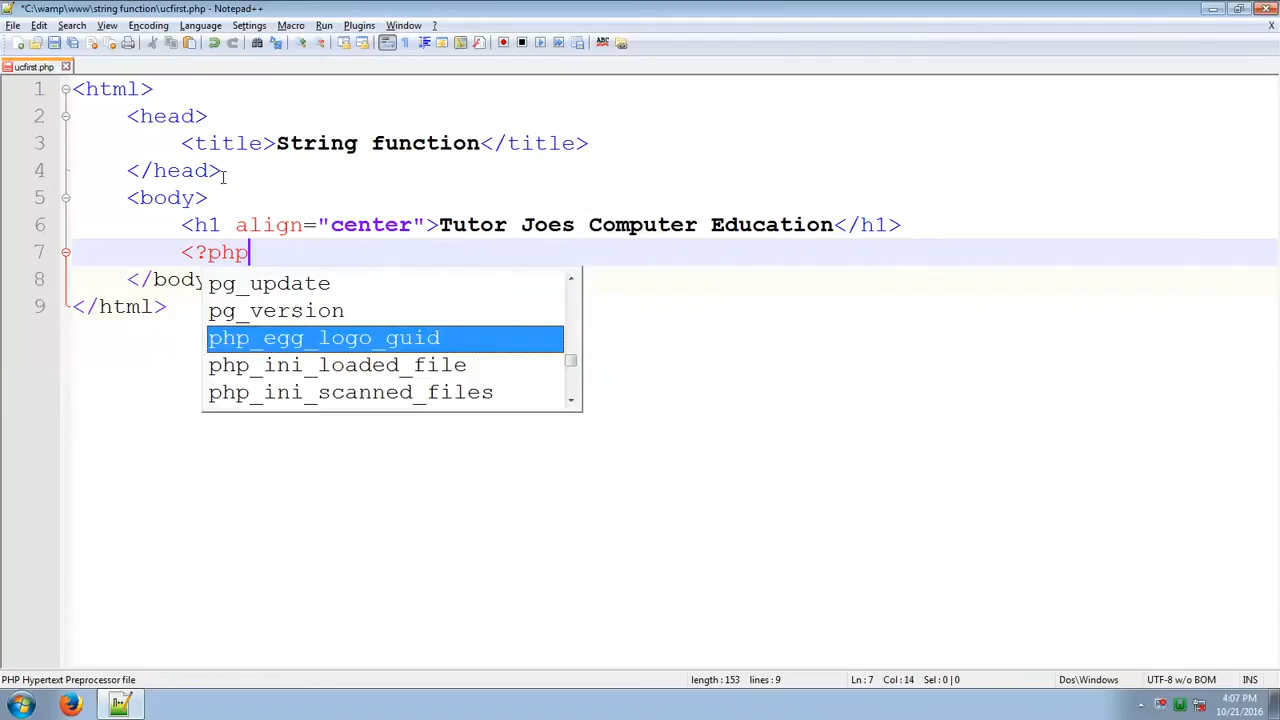 *C:\wamp\www\string function\ucfirst.php - Notepad++
File Edit Search View Encoding Language Settings Macro Run Plugins Window ?
X
ucfirst.php
1 <html>
2 <head>
3 <title>String function</title>
4 </head>
5 <body>
6 <h1 align="center">Tutor Joes Computer Education</h1>
7 <?php
8 </body
9 </html>
pg_update
pg_version
php_egg_logo_guid
php_ini_loaded_file
php_ini_scanned_files
PHP Hypertext Preprocessor file length : 153 lines : 9 Ln : 7 Col : 14 Sel : 0 | 0 Dos\Windows UTF-8 w/o BOM INS
4:07 PM
10/21/2016